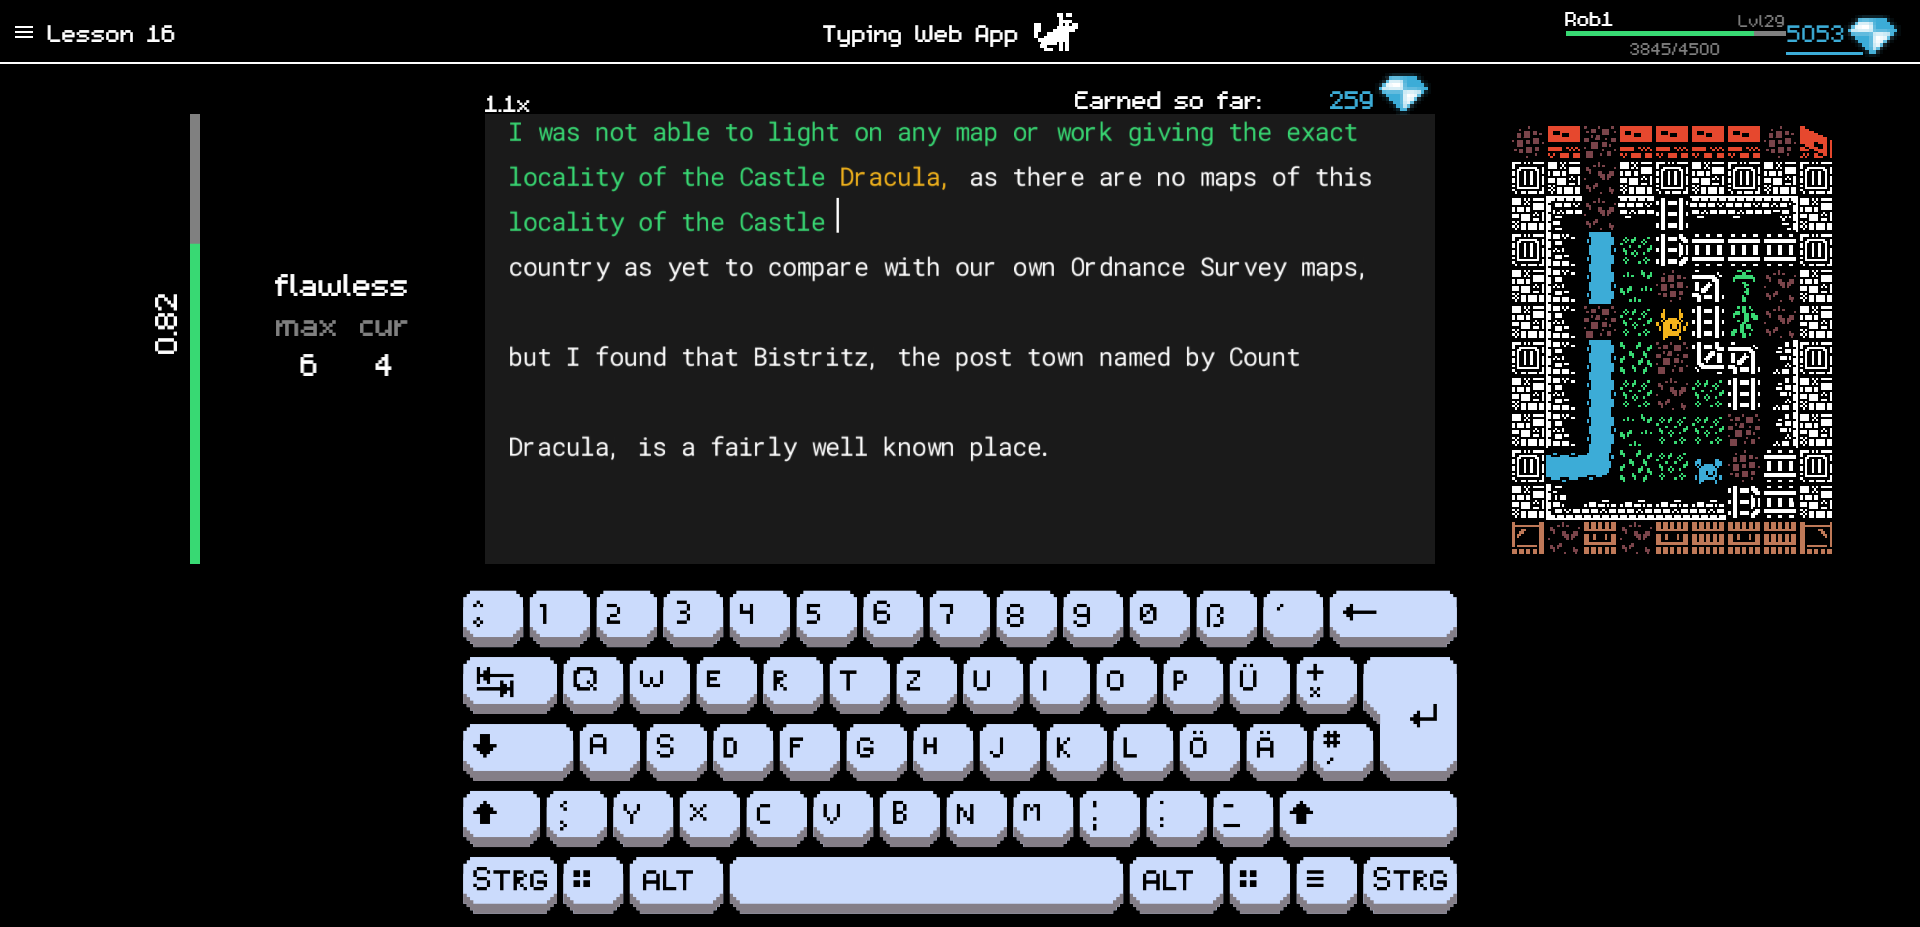 Lesson 16
Typing Web App
Rob1
Lvl29
3845/4500
5053
1.1x
Earned so far: 259
0.82
flawless
max cur
6 4
I was not able to light on any map or work giving the exact
locality of the Castle Dracula, as there are no maps of this
locality of the Castle
country as yet to compare with our own Ordnance Survey maps,
but I found that Bistritz, the post town named by Count
Dracula, is a fairly well known place.
^ ° 1 2 3 4 5 6 7 8 9 0 ß ´ ←
Q W E R T Z U I O P Ü + x
A S D F G H J K L Ö Ä # ' ↵
< > Y X C V B N M ; : - _
STRG ALT ALT STRG